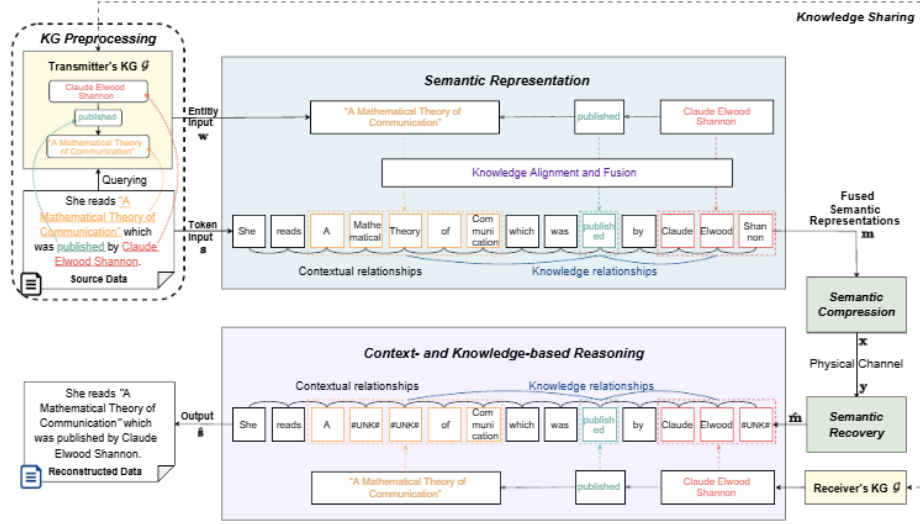 Knowledge Sharing
KG Preprocessing
Transmitter's KG 𝒢
Claude Elwood
Shannon
published
"A Mathematical Theory
of Communication"
Querying
She reads "A
Mathematical Theory of
Communication" which
was published by Claude
Elwood Shannon.
Source Data
Entity
Input
w
Token
Input
s
Semantic Representation
"A Mathematical Theory of
Communication"
published
Claude Elwood
Shannon
Knowledge Alignment and Fusion
She
reads
A
Mathe
matical
Theory
of
Com
muni
cation
which
was
publish
ed
by
Claude
Elwood
Shan
non
Contextual relationships
Knowledge relationships
Fused
Semantic
Representations
m
Semantic
Compression
x
Physical Channel
y
Semantic
Recovery
m̂
Context- and Knowledge-based Reasoning
Contextual relationships
Knowledge relationships
She
reads
A
#UNK#
#UNK#
of
Com
muni
cation
which
was
publish
ed
by
Claude
Elwood
#UNK#
"A Mathematical Theory of
Communication"
published
Claude Elwood
Shannon
Receiver's KG 𝒢
Output
ŝ
She reads "A
Mathematical Theory of
Communication" which
was published by Claude
Elwood Shannon.
Reconstructed Data